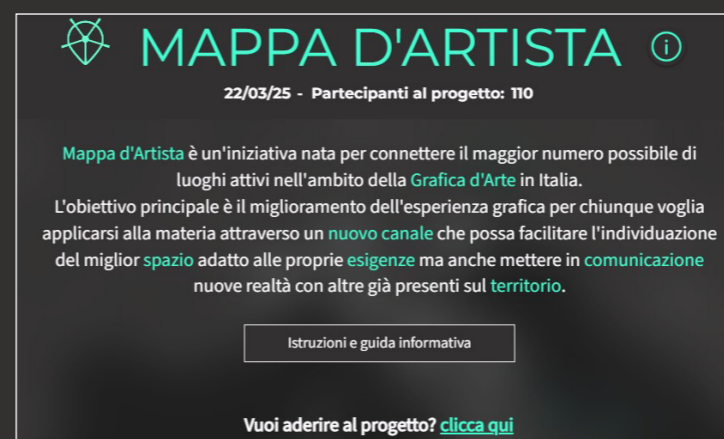 MAPPA D'ARTISTA
22/03/25 - Partecipanti al progetto: 110
Mappa d'Artista è un'iniziativa nata per connettere il maggior numero possibile di
luoghi attivi nell'ambito della Grafica d'Arte in Italia.
L'obiettivo principale è il miglioramento dell'esperienza grafica per chiunque voglia
applicarsi alla materia attraverso un nuovo canale che possa facilitare l'individuazione
del miglior spazio adatto alle proprie esigenze ma anche mettere in comunicazione
nuove realtà con altre già presenti sul territorio.
Istruzioni e guida informativa
Vuoi aderire al progetto? clicca qui